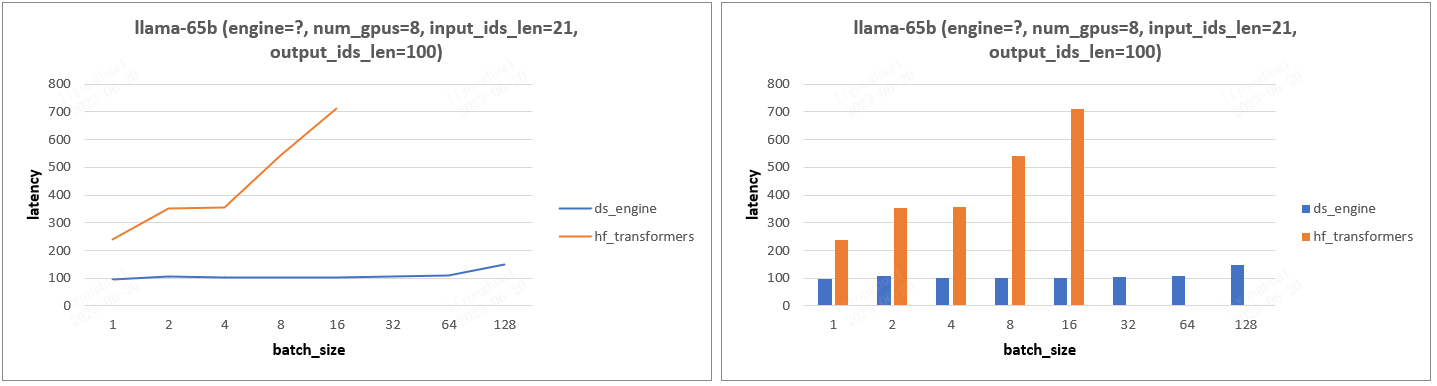 llama-65b (engine=?, num_gpus=8, input_ids_len=21,
output_ids_len=100)
800
700
600
500
400
300
200
100
0
latency
1 2 4 8 16 32 64 128
batch_size
ds_engine
hf_transformers
llama-65b (engine=?, num_gpus=8, input_ids_len=21,
output_ids_len=100)
800
700
600
500
400
300
200
100
0
latency
1 2 4 8 16 32 64 128
batch_size
ds_engine
hf_transformers